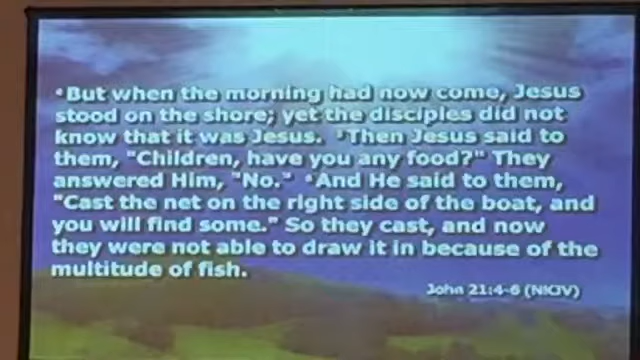 ⁴But when the morning had now come, Jesus
stood on the shore; yet the disciples did not
know that it was Jesus. ⁵Then Jesus said to
them, "Children, have you any food?" They
answered Him, "No." ⁶And He said to them,
"Cast the net on the right side of the boat, and
you will find some." So they cast, and now
they were not able to draw it in because of the
multitude of fish.
John 21:4-6 (NKJV)